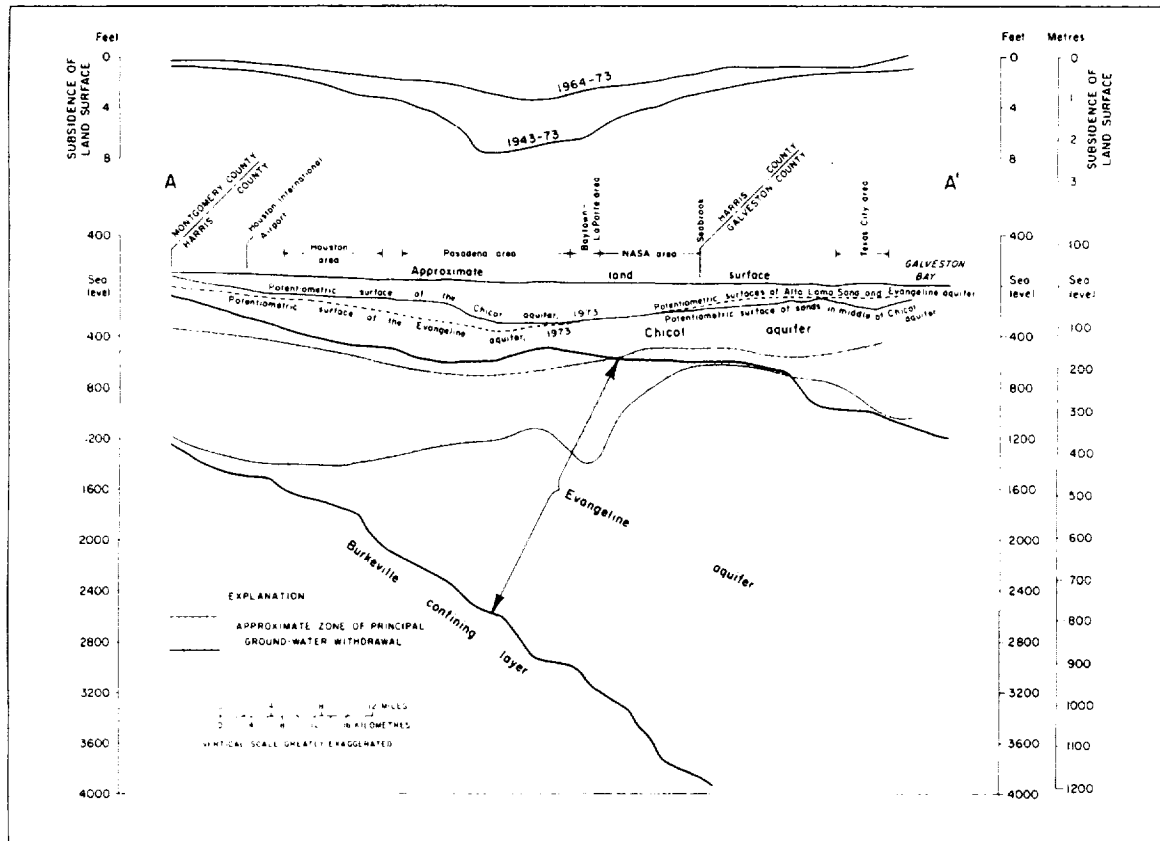 Feet
0
4
8
SUBSIDENCE OF
LAND SURFACE
1964-73
1943-73
Feet
0
4
8
Metres
0
1
2
3
SUBSIDENCE OF
LAND SURFACE
A
A'
MONTGOMERY COUNTY
HARRIS COUNTY
Houston International
Airport
Houston
area
Pasadena area
Baytown-
LaPorte area
NASA area
Seabrook
HARRIS COUNTY
GALVESTON COUNTY
Texas City area
GALVESTON
BAY
400
Sea
level
400
800
1200
1600
2000
2400
2800
3200
3600
4000
Approximate land surface
Potentiometric surface of the Chicot aquifer, 1973
Potentiometric surface of the Evangeline aquifer, 1973
Potentiometric surfaces of Alta Loma Sand and Evangeline aquifer
Potentiometric surface of sands in middle of Chicot
aquifer
Chicot aquifer
Evangeline aquifer
Burkeville confining layer
EXPLANATION
APPROXIMATE ZONE OF PRINCIPAL
GROUND-WATER WITHDRAWAL
4 8 12 MILES
0 4 8 16 KILOMETRES
VERTICAL SCALE GREATLY EXAGGERATED
400
Sea
level
400
800
1200
1600
2000
2400
2800
3200
3600
4000
100
Sea
level
100
200
300
400
500
600
700
800
900
1000
1100
1200